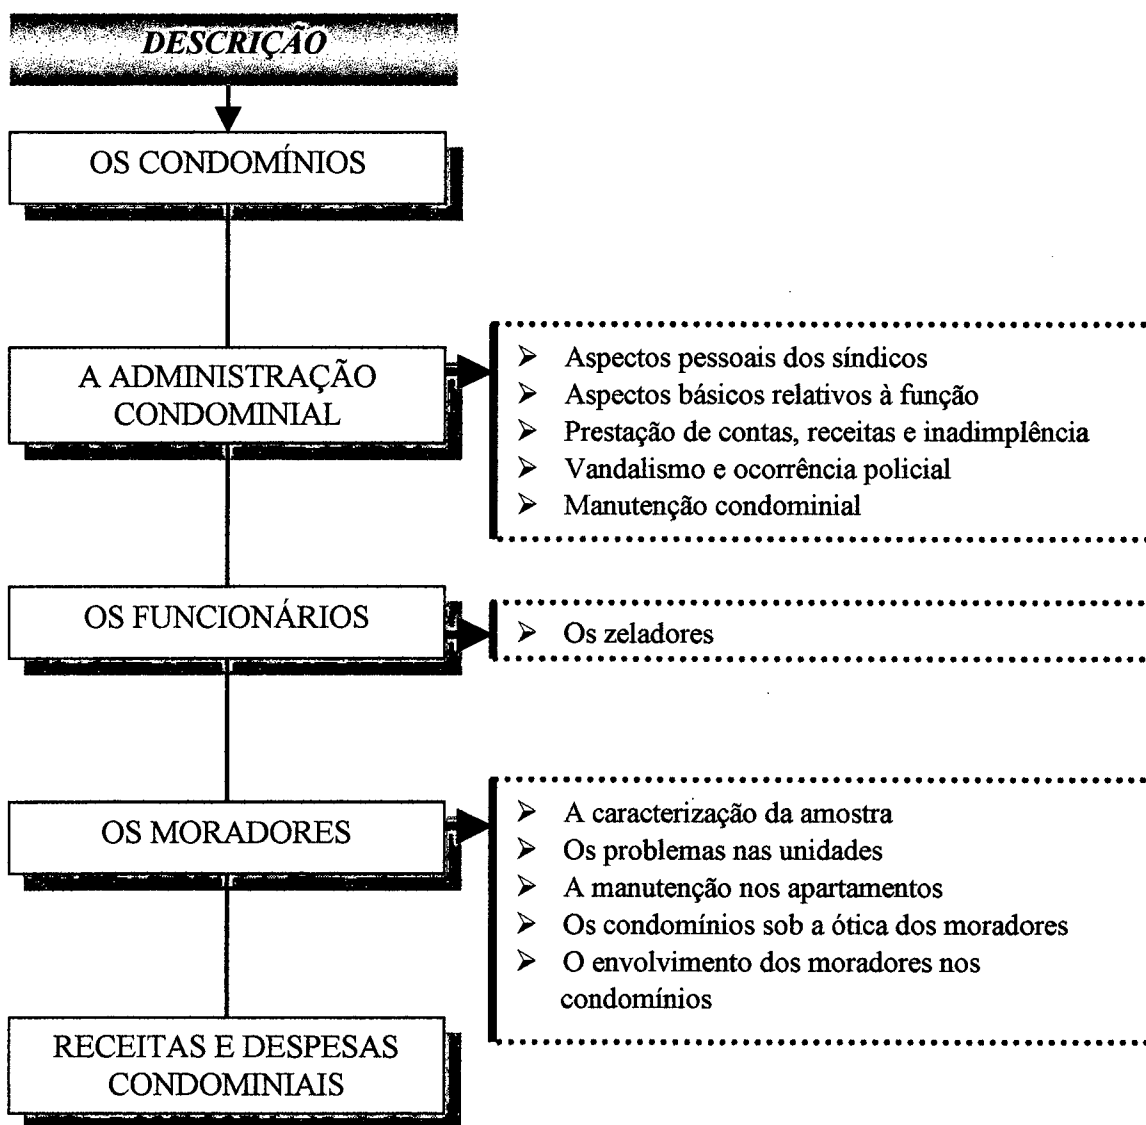 DESCRIÇÃO
OS CONDOMÍNIOS
A ADMINISTRAÇÃO
CONDOMINIAL
➢ Aspectos pessoais dos síndicos
➢ Aspectos básicos relativos à função
➢ Prestação de contas, receitas e inadimplência
➢ Vandalismo e ocorrência policial
➢ Manutenção condominial
OS FUNCIONÁRIOS
➢ Os zeladores
OS MORADORES
➢ A caracterização da amostra
➢ Os problemas nas unidades
➢ A manutenção nos apartamentos
➢ Os condomínios sob a ótica dos moradores
➢ O envolvimento dos moradores nos
condomínios
RECEITAS E DESPESAS
CONDOMINIAIS